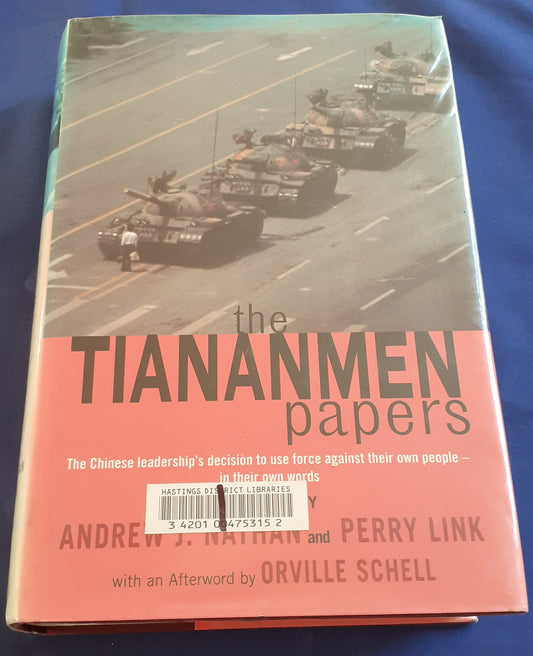 the
TIANANMEN
papers
The Chinese leadership's decision to use force against their own people –
in their own words
HASTINGS DISTRICT LIBRARIES
3 4201 00475315 2
Y
ANDREW J. NATHAN and PERRY LINK
with an Afterword by ORVILLE SCHELL